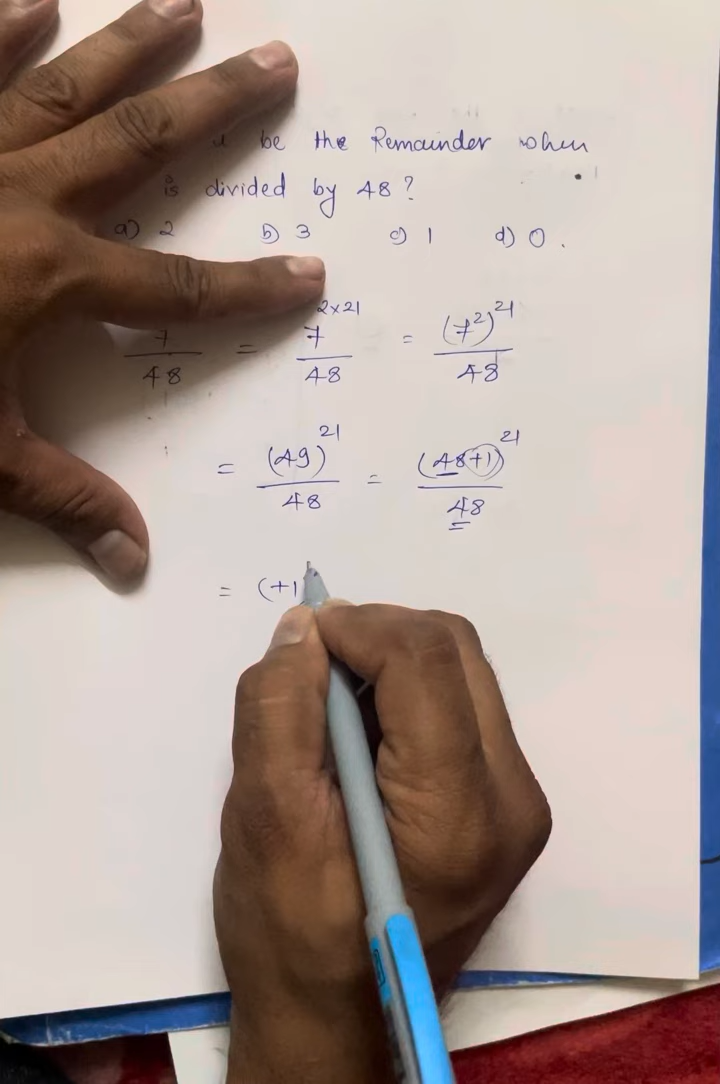 be the Remainder when
is divided by 48?
a) 2 b) 3 c) 1 d) 0.
7/48 = 7^(2×21)/48 = (7²)^21/48
= (49)^21/48 = (48+1)^21/48
= (+1)